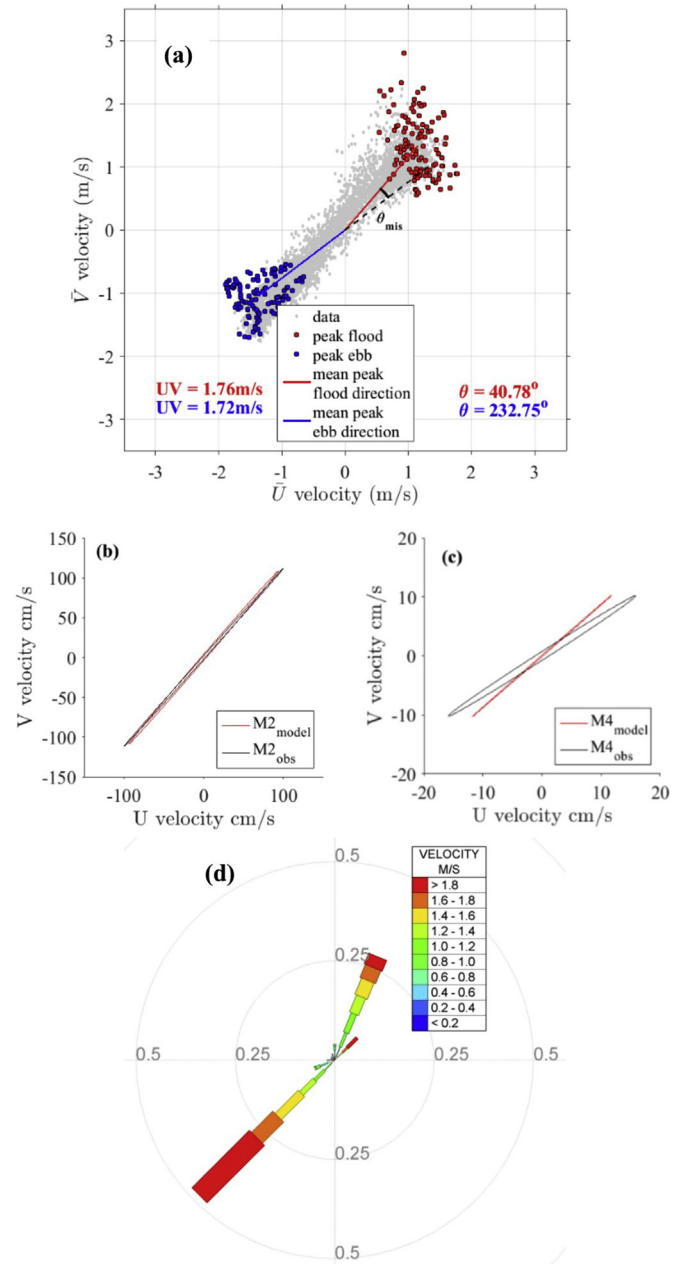 (a)
3
2
1
0
-1
-2
-3
V̄ velocity (m/s)
θmis
data
peak flood
peak ebb
mean peak
flood direction
mean peak
ebb direction
UV = 1.76m/s
UV = 1.72m/s
θ = 40.78°
θ = 232.75°
-3 -2 -1 0 1 2 3
Ū velocity (m/s)
(b)
150
100
50
0
-50
-100
-150
V velocity cm/s
M2model
M2obs
-100 0 100
U velocity cm/s
(c)
20
10
0
-10
-20
V velocity cm/s
M4model
M4obs
-20 -10 0 10 20
U velocity cm/s
(d)
0.5
0.25
0.5 0.25 0.25 0.5
0.25
0.5
VELOCITY
M/S
> 1.8
1.6 - 1.8
1.4 - 1.6
1.2 - 1.4
1.0 - 1.2
0.8 - 1.0
0.6 - 0.8
0.4 - 0.6
0.2 - 0.4
< 0.2